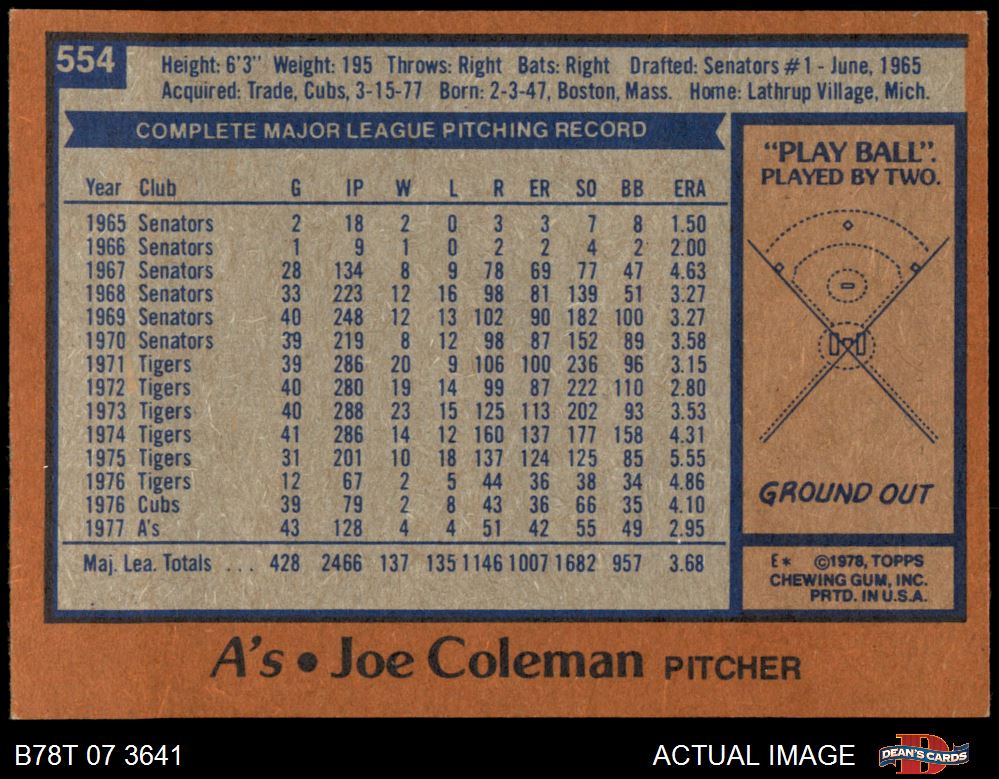 554
Height: 6'3" Weight: 195 Throws: Right Bats: Right Drafted: Senators #1 - June, 1965
Acquired: Trade, Cubs, 3-15-77 Born: 2-3-47, Boston, Mass. Home: Lathrup Village, Mich.
COMPLETE MAJOR LEAGUE PITCHING RECORD
Year Club G IP W L R ER SO BB ERA
1965 Senators 2 18 2 0 3 3 7 8 1.50
1966 Senators 1 9 1 0 2 2 4 2 2.00
1967 Senators 28 134 8 9 78 69 77 47 4.63
1968 Senators 33 223 12 16 98 81 139 51 3.27
1969 Senators 40 248 12 13 102 90 182 100 3.27
1970 Senators 39 219 8 12 98 87 152 89 3.58
1971 Tigers 39 286 20 9 106 100 236 96 3.15
1972 Tigers 40 280 19 14 99 87 222 110 2.80
1973 Tigers 40 288 23 15 125 113 202 93 3.53
1974 Tigers 41 286 14 12 160 137 177 158 4.31
1975 Tigers 31 201 10 18 137 124 125 85 5.55
1976 Tigers 12 67 2 5 44 36 38 34 4.86
1976 Cubs 39 79 2 8 43 36 66 35 4.10
1977 A's 43 128 4 4 51 42 55 49 2.95
Maj. Lea. Totals ... 428 2466 137 135 1146 1007 1682 957 3.68
"PLAY BALL".
PLAYED BY TWO.
GROUND OUT
E* ©1978, TOPPS
CHEWING GUM, INC.
PRTD. IN U.S.A.
A's • Joe Coleman PITCHER
B78T 07 3641 ACTUAL IMAGE DEAN'S CARDS